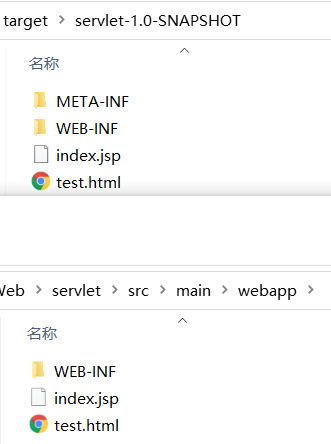 target > servlet-1.0-SNAPSHOT
名称
META-INF
WEB-INF
index.jsp
test.html
Web > servlet > src > main > webapp >
名称
WEB-INF
index.jsp
test.html